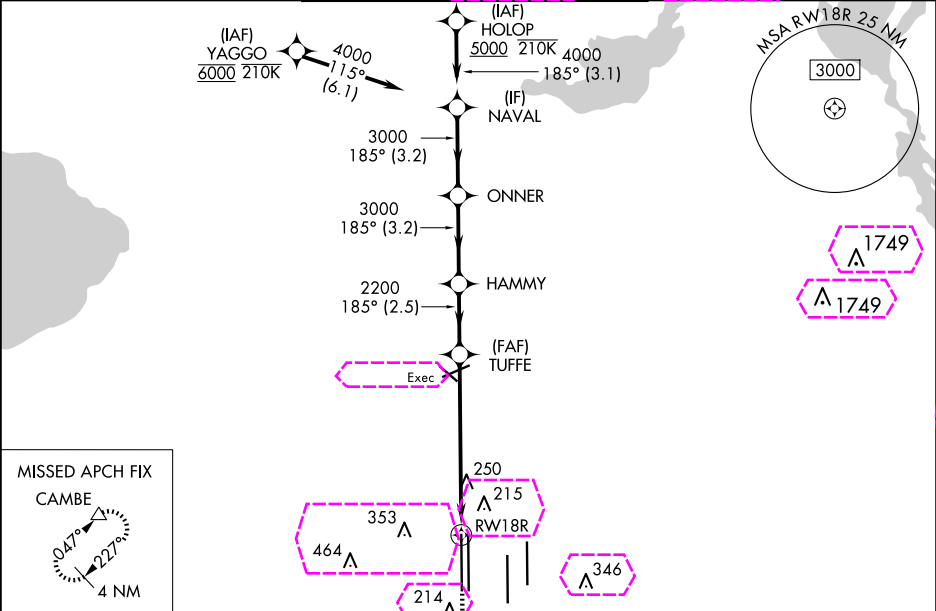 (IAF)
HOLOP
5000 210K
4000
185° (3.1)
(IAF)
YAGGO
6000 210K
4000
115°
(6.1)
MSA RW18R 25 NM
3000
(IF)
NAVAL
3000
185° (3.2)
ONNER
3000
185° (3.2)
1749
1749
HAMMY
2200
185° (2.5)
(FAF)
TUFFE
Exec
MISSED APCH FIX
CAMBE
047°
227°
4 NM
250
215
353
RW18R
464
346
214